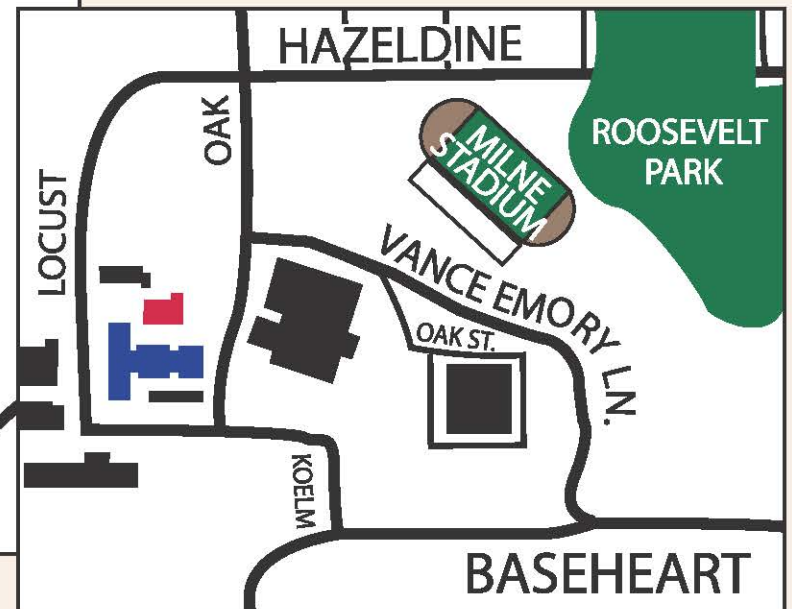 HAZELDINE
OAK
ROOSEVELT
PARK
MILNE
STADIUM
LOCUST
VANCE EMORY LN.
OAK ST.
KOELM
BASEHEART